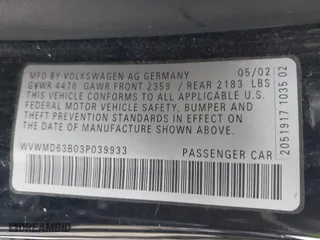 MFD BY VOLKSWAGEN AG GERMANY 05/02
GVWR 4476 GAWR FRONT 2359 / REAR 2183 LBS
THIS VEHICLE CONFORMS TO ALL APPLICABLE
FEDERAL MOTOR VEHICLE SAFETY, BUMPER AND
THEFT PREVENTION STANDARDS IN EFFECT ON
THE DATE OF MANUFACTURE SHOWN ABOVE.
WVWMD63B03P039933 PASSENGER CAR
2051917 1035 02
DREAMBID